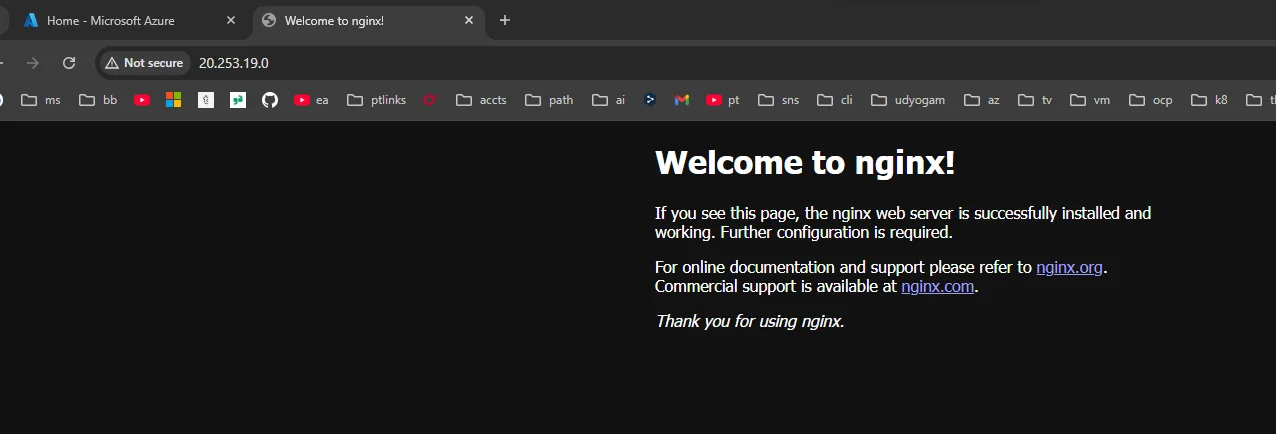 Home - Microsoft Azure
Welcome to nginx!
Not secure
20.253.19.0
ms
bb
ea
ptlinks
accts
path
ai
pt
sns
cli
udyogam
az
tv
vm
ocp
k8
Welcome to nginx!
If you see this page, the nginx web server is successfully installed and
working. Further configuration is required.
For online documentation and support please refer to nginx.org.
Commercial support is available at nginx.com.
Thank you for using nginx.